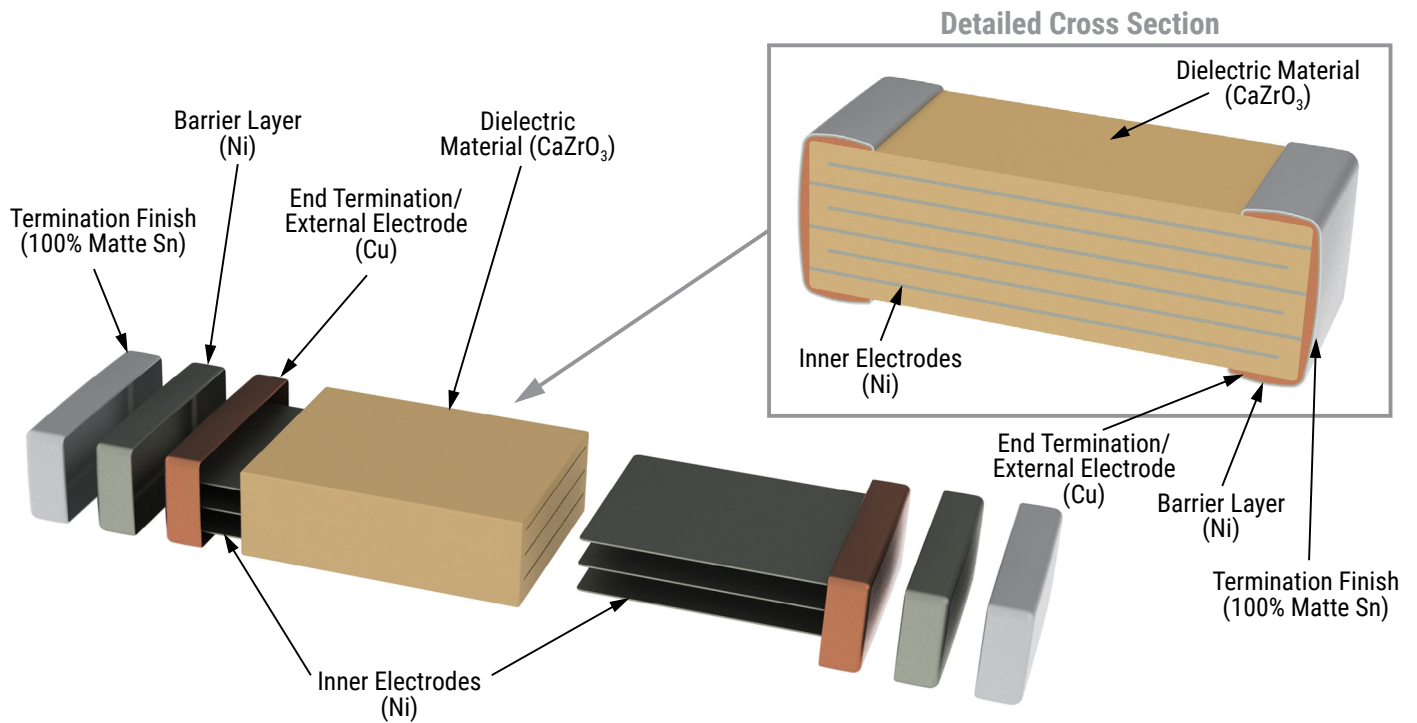 Detailed Cross Section
Dielectric Material
(CaZrO₃)
Barrier Layer
(Ni)
Dielectric
Material (CaZrO₃)
End Termination/
External Electrode
(Cu)
Termination Finish
(100% Matte Sn)
Inner Electrodes
(Ni)
End Termination/
External Electrode
(Cu)
Barrier Layer
(Ni)
Termination Finish
(100% Matte Sn)
Inner Electrodes
(Ni)